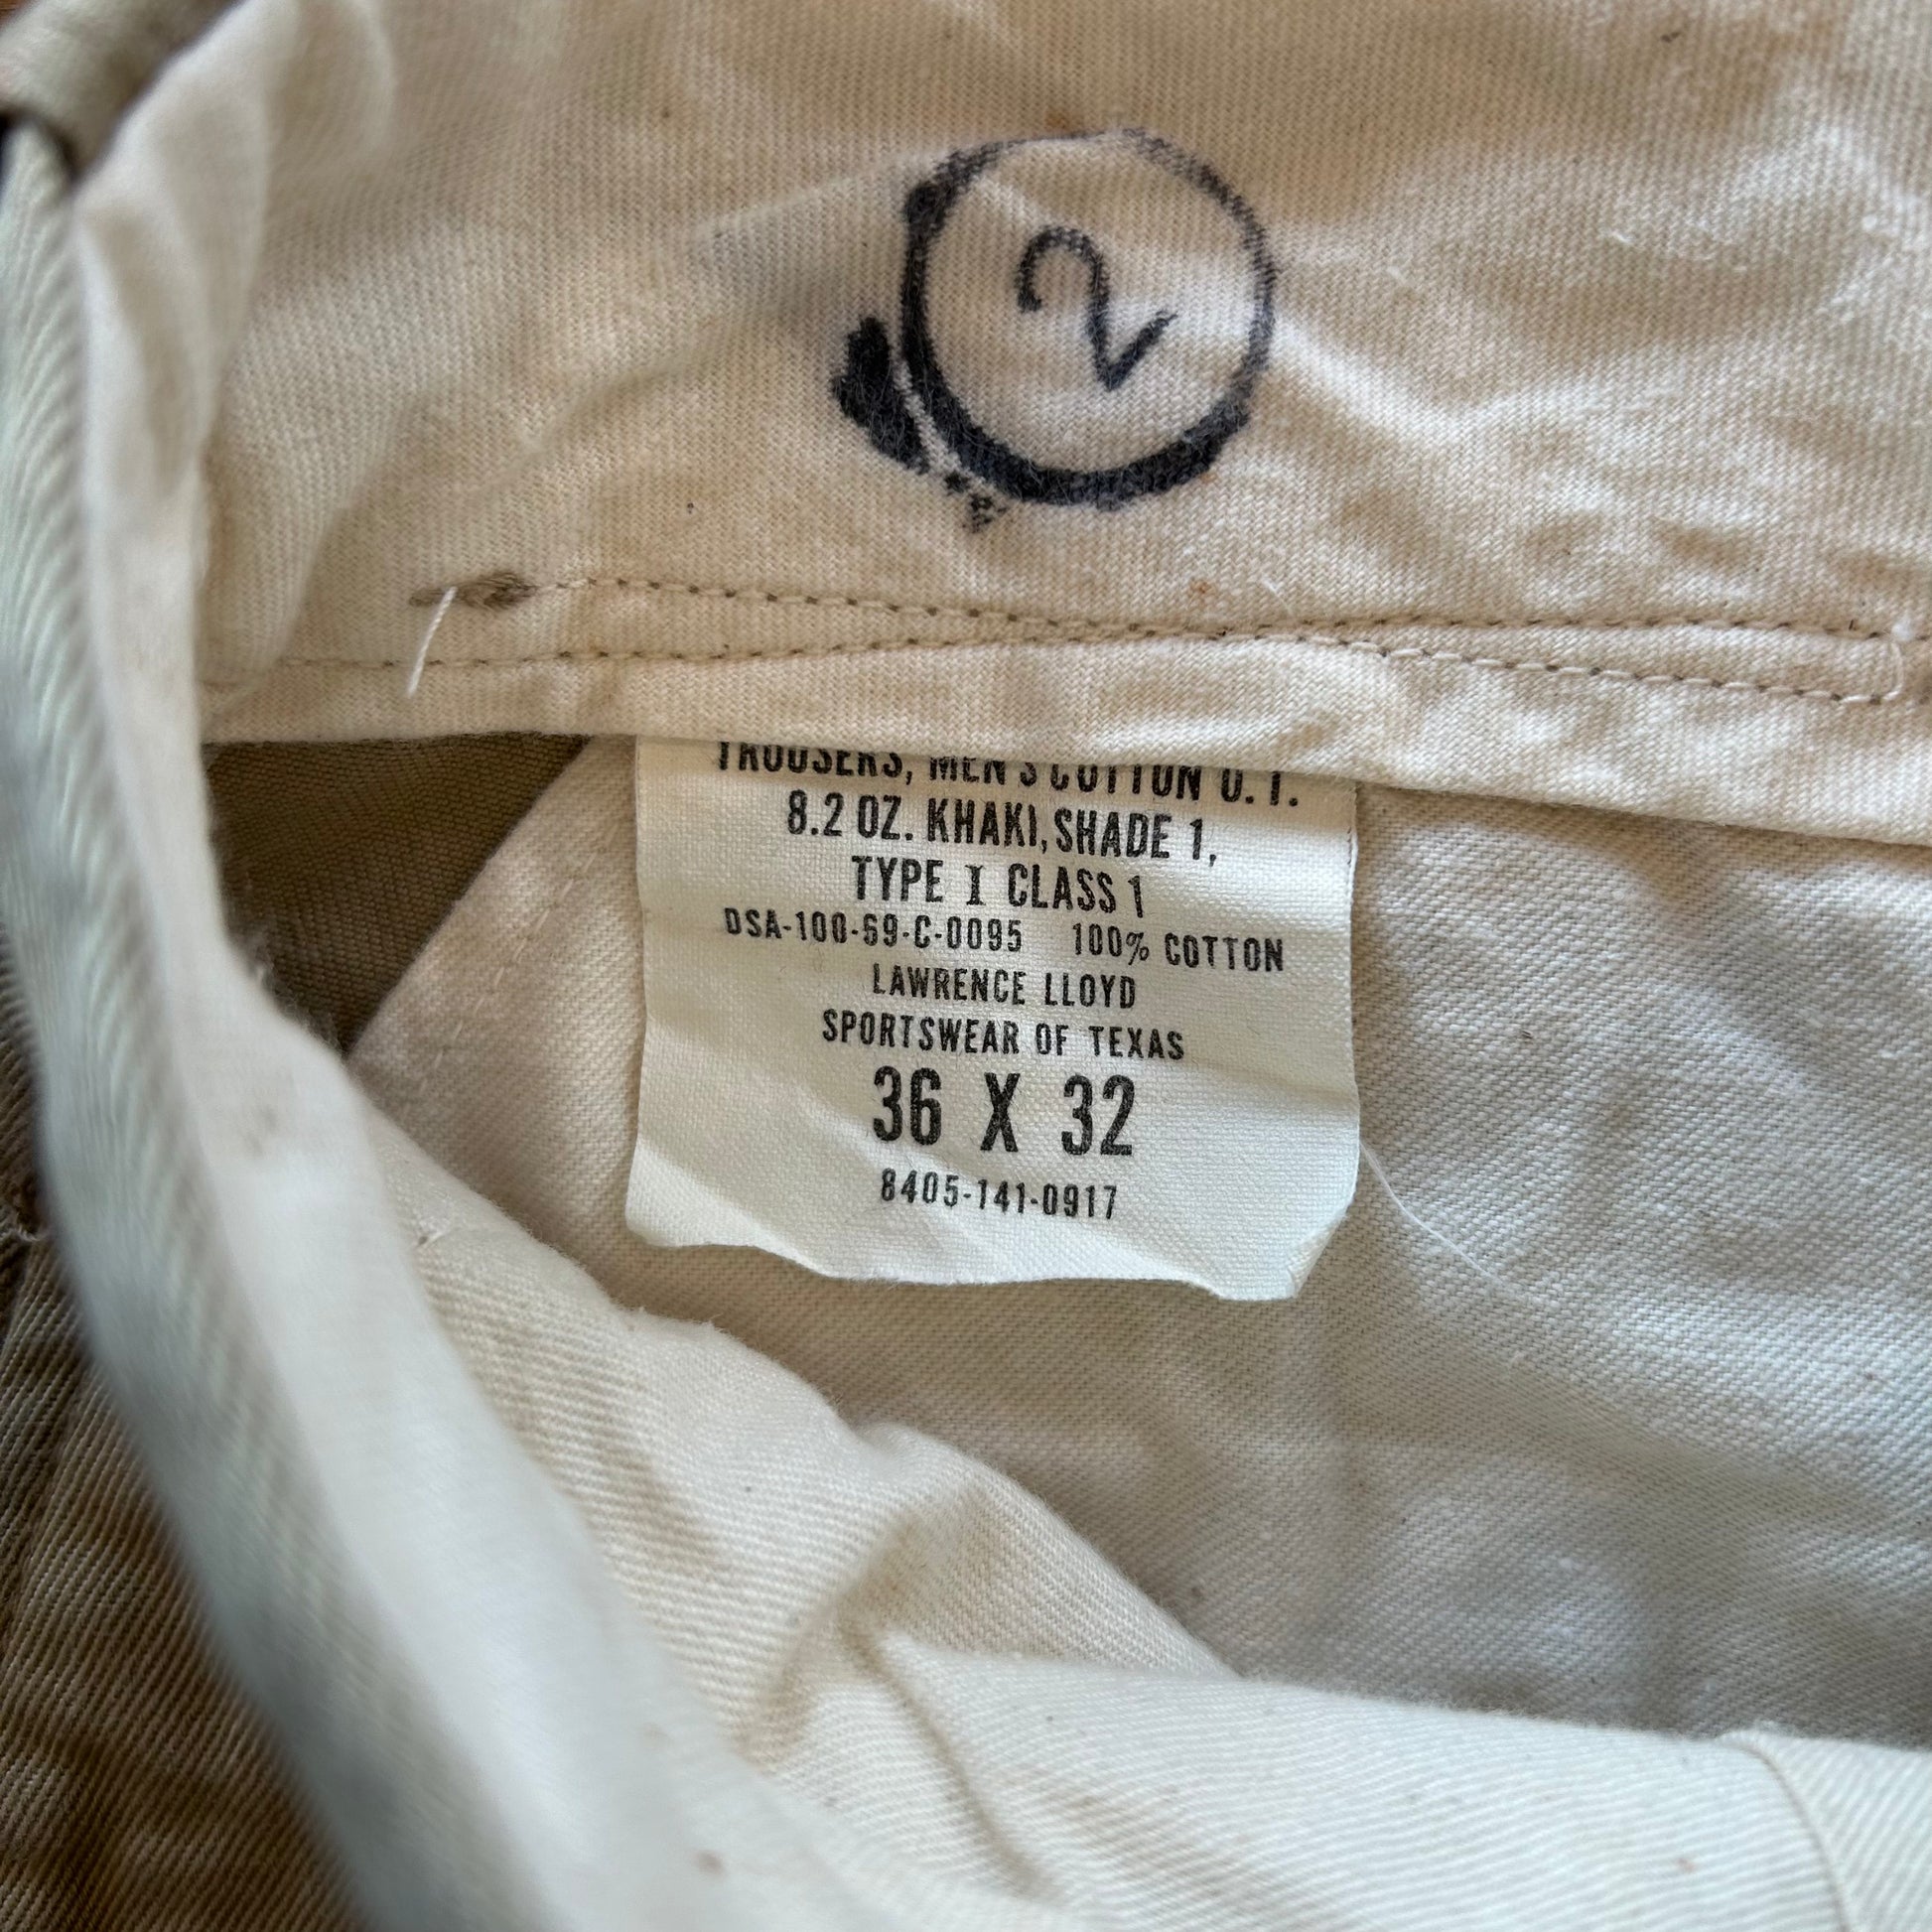 2
TROUSERS, MEN'S COTTON U.T.
8.2 OZ. KHAKI, SHADE 1,
TYPE I CLASS 1
DSA-100-69-C-0095 100% COTTON
LAWRENCE LLOYD
SPORTSWEAR OF TEXAS
36 X 32
8405-141-0917